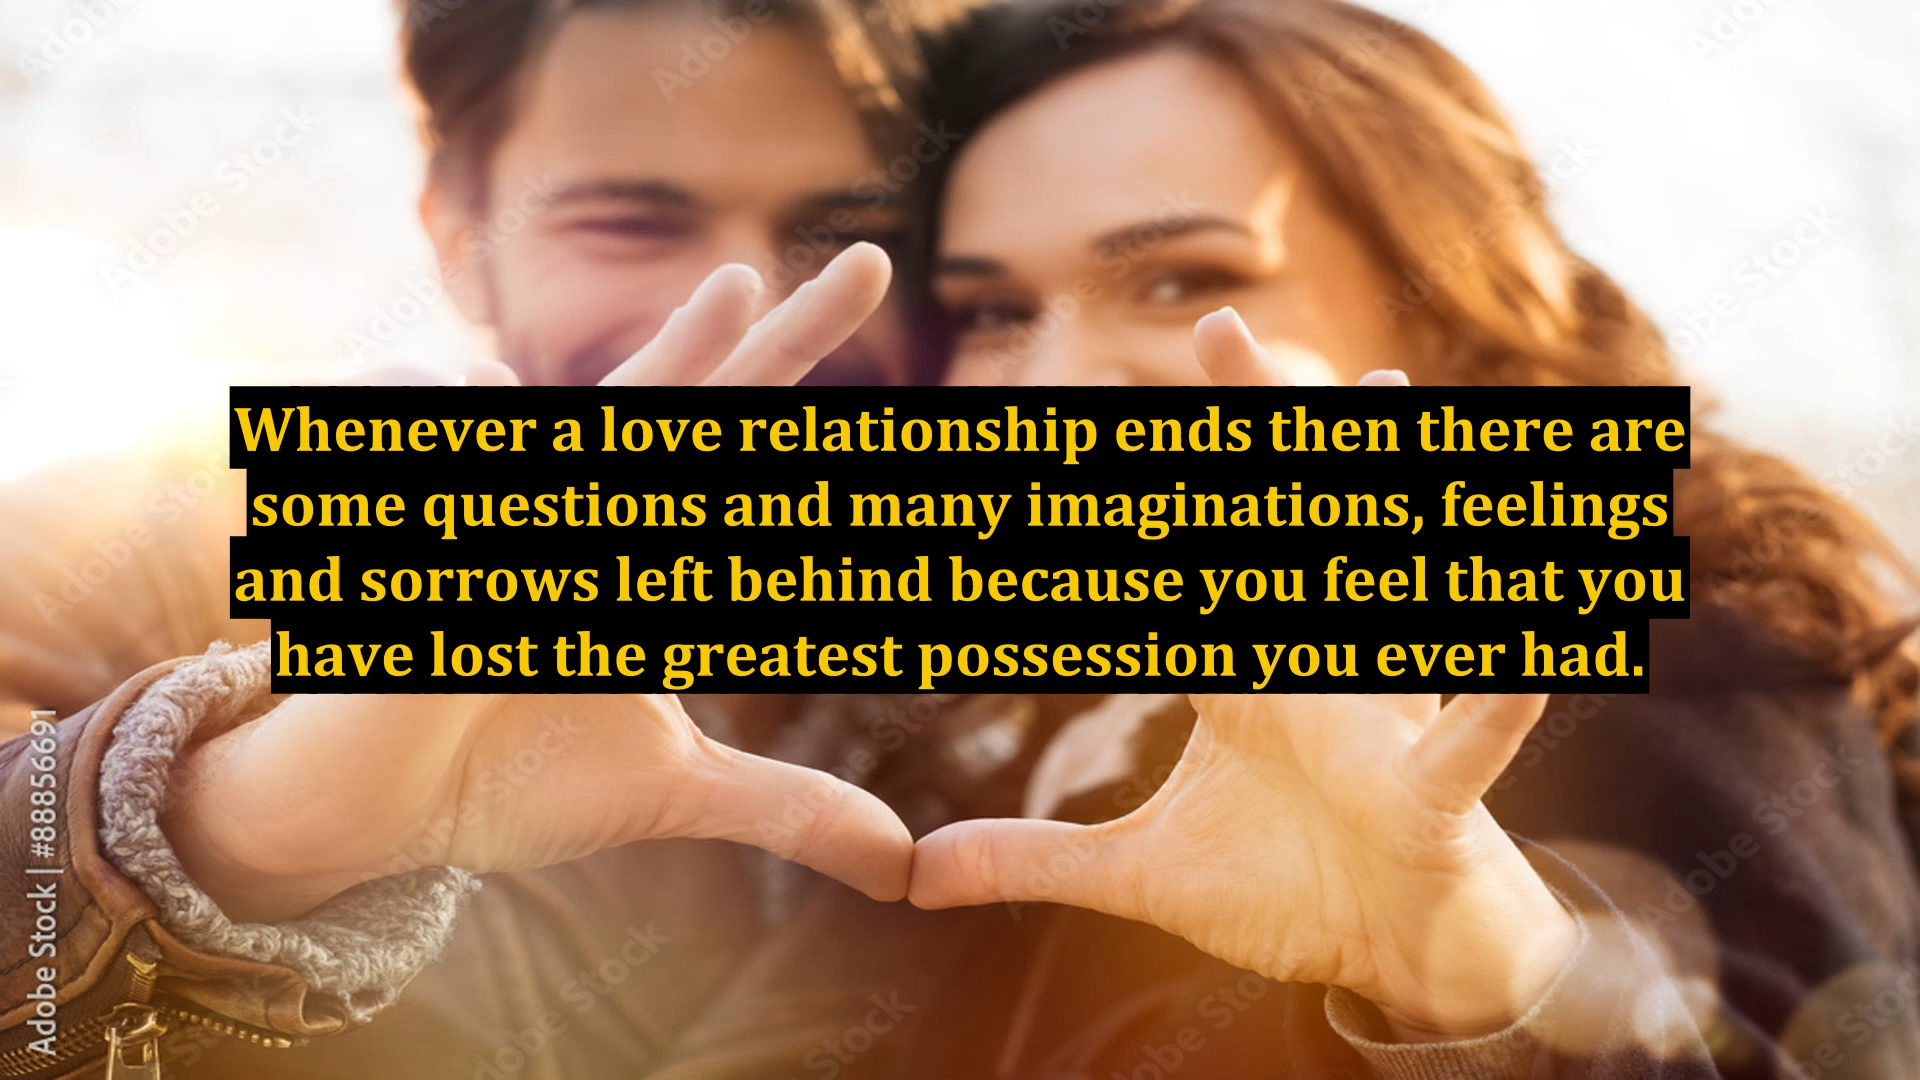 Whenever a love relationship ends then there are
some questions and many imaginations, feelings
and sorrows left behind because you feel that you
have lost the greatest possession you ever had.
Adobe Stock | #88856691